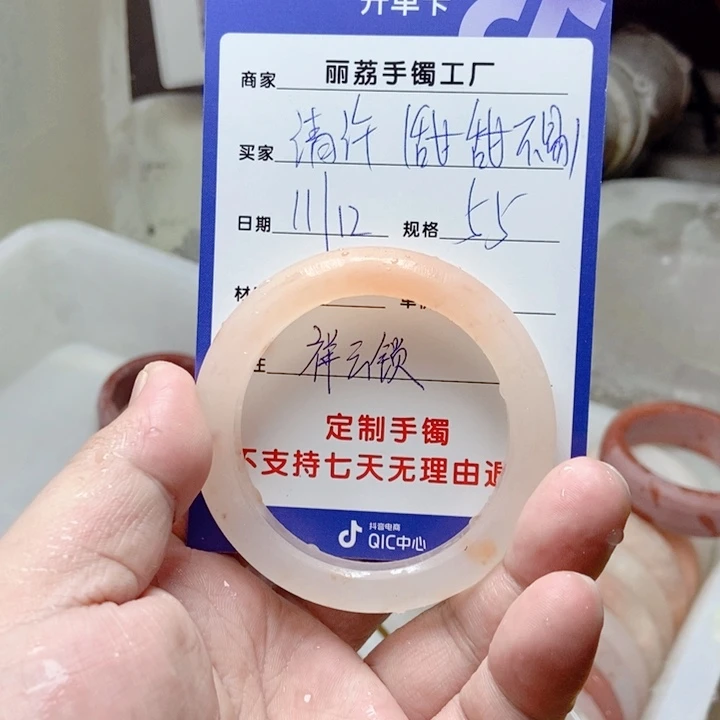 开单卡
商家 丽荔手镯工厂
买家 清许（甜甜不易）
日期 11/12 规格 55
祥云锁
定制手镯
不支持七天无理由退
抖音电商
QIC中心